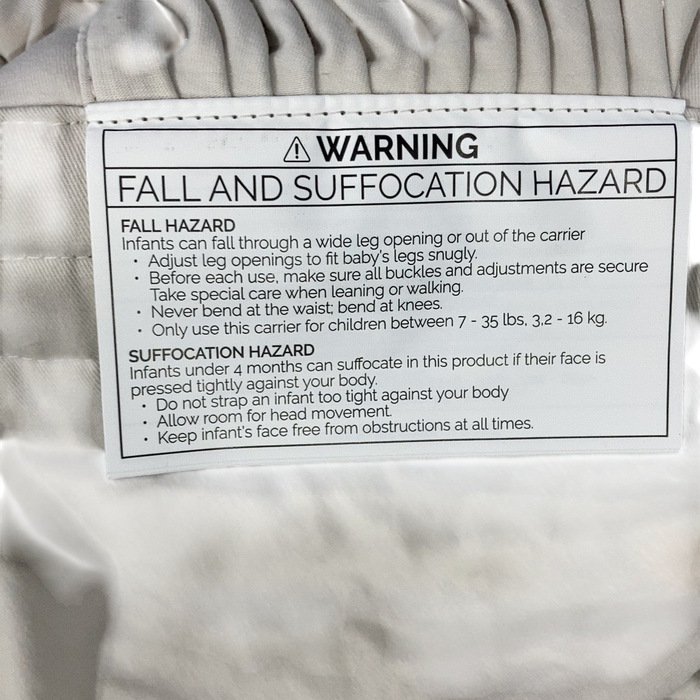 ⚠ WARNING
FALL AND SUFFOCATION HAZARD
FALL HAZARD
Infants can fall through a wide leg opening or out of the carrier
• Adjust leg openings to fit baby's legs snugly.
• Before each use, make sure all buckles and adjustments are secure
Take special care when leaning or walking.
• Never bend at the waist; bend at knees.
• Only use this carrier for children between 7 - 35 lbs, 3,2 - 16 kg.
SUFFOCATION HAZARD
Infants under 4 months can suffocate in this product if their face is
pressed tightly against your body.
• Do not strap an infant too tight against your body
• Allow room for head movement.
• Keep infant's face free from obstructions at all times.